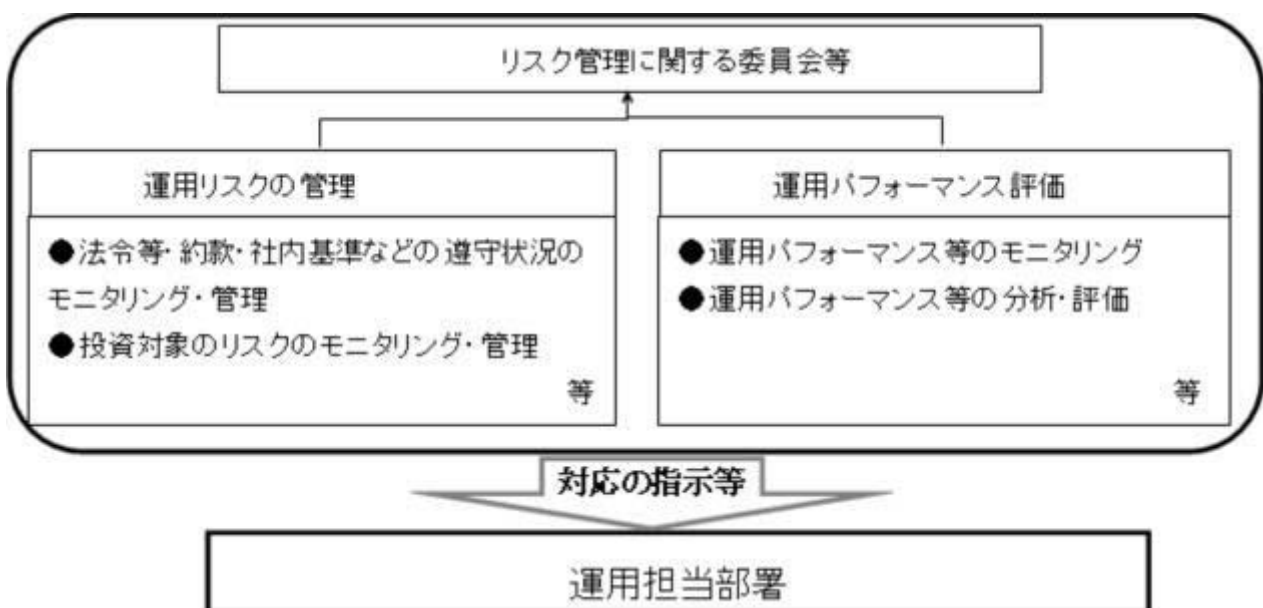 リスク管理に関する委員会等
運用リスクの管理
●法令等・約款・社内基準などの遵守状況の
モニタリング・管理
●投資対象のリスクのモニタリング・管理
等
運用パフォーマンス評価
●運用パフォーマンス等のモニタリング
●運用パフォーマンス等の分析・評価
等
対応の指示等
運用担当部署